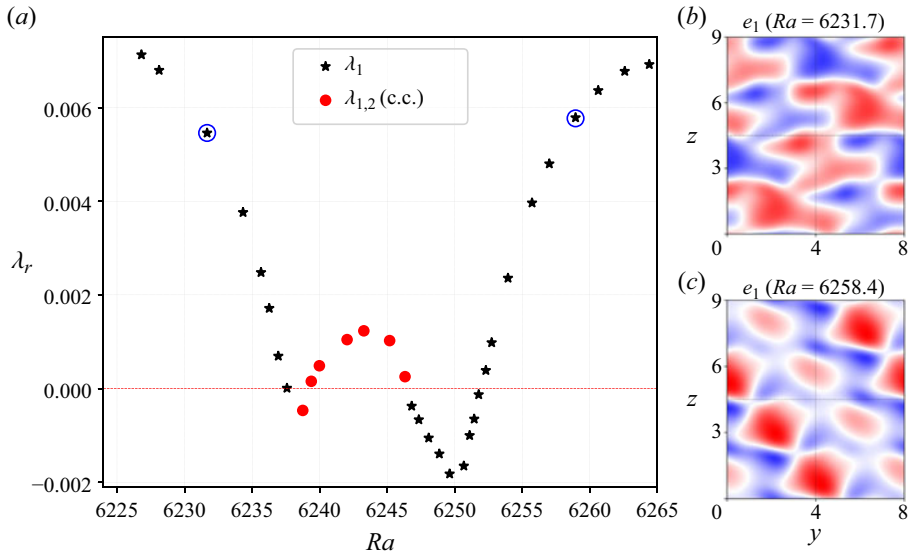 (a)
λ1
λ1,2 (c.c.)
λr
0.006
0.004
0.002
0.000
−0.002
6225 6230 6235 6240 6245 6250 6255 6260 6265
Ra
(b)
e1 (Ra = 6231.7)
9
6
z
3
0 4 8
(c)
e1 (Ra = 6258.4)
9
6
z
3
0
0 4 8
y